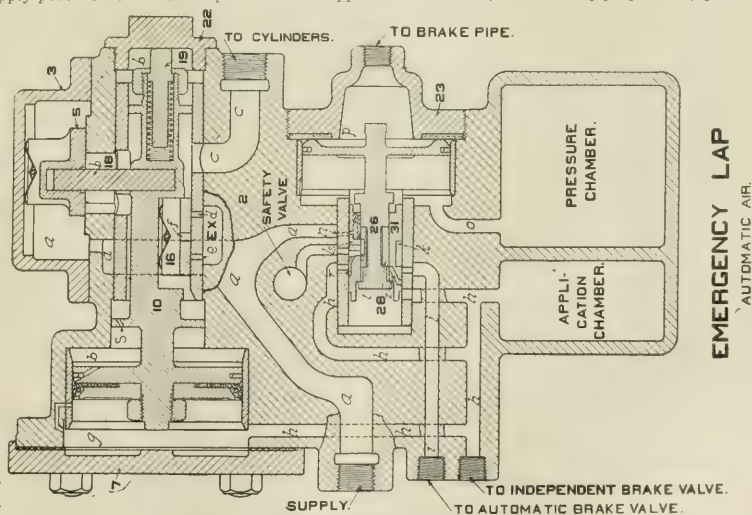 22
TO CYLINDERS.
TO BRAKE PIPE.
3
5
19
b
b
18
23
a
c
c
2
SAFETY
VALVE.
p
PRESSURE
CHAMBER.
16
f
EX
d
e
a
a
26
31
n
10
28
S
b
h
h
o
APPLI-
CATION
CHAMBER.
g
h
a
h
h
i
h
7
SUPPLY.
TO INDEPENDENT BRAKE VALVE.
TO AUTOMATIC BRAKE VALVE.
EMERGENCY LAP
AUTOMATIC AIR.